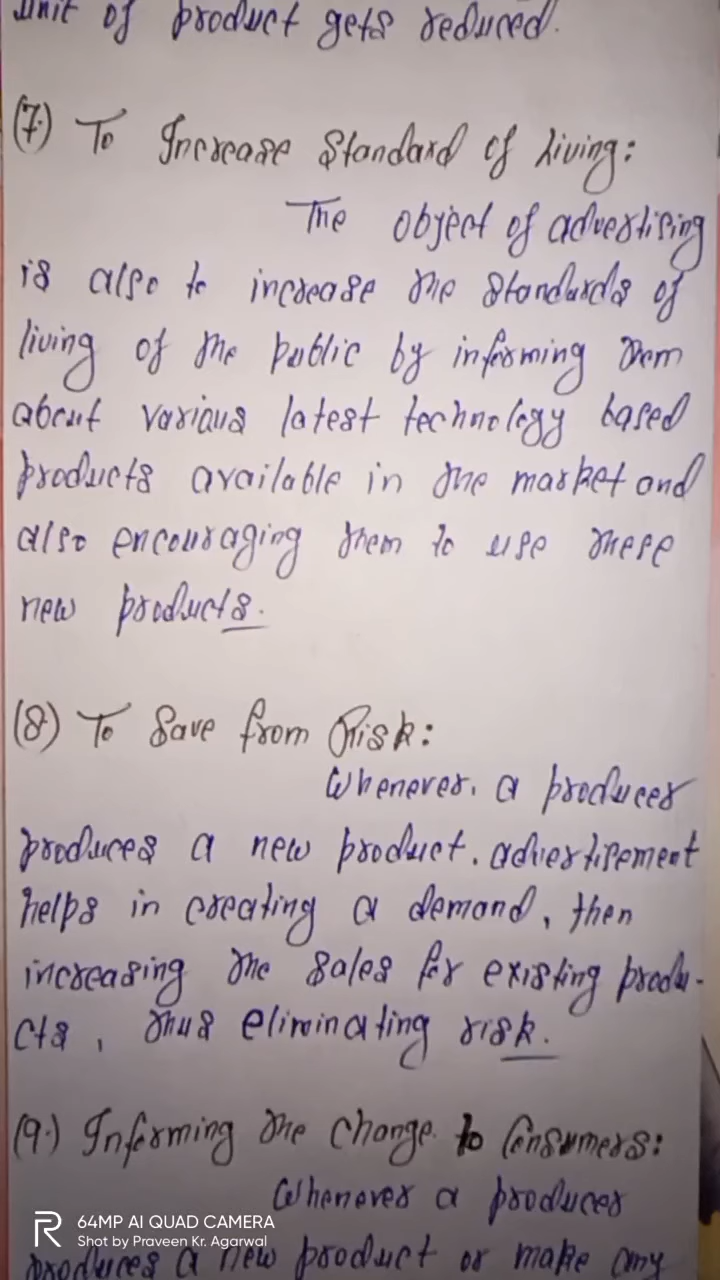 unit of product gets reduced.
(7.) To Increase Standard of Living:
The object of advertising
is also to increase the standards of
living of the public by informing them
about various latest technology based
products available in the market and
also encouraging them to use these
new products.
(8) To Save from Risk:
Whenever, a producer
produces a new product, advertisement
helps in creating a demand, then
increasing the sales for existing produ-
cts, thus eliminating risk.
(9.) Informing the Change to Consumers:
Whenever a producer
produces a new product or make any
64MP AI QUAD CAMERA
Shot by Praveen Kr. Agarwal